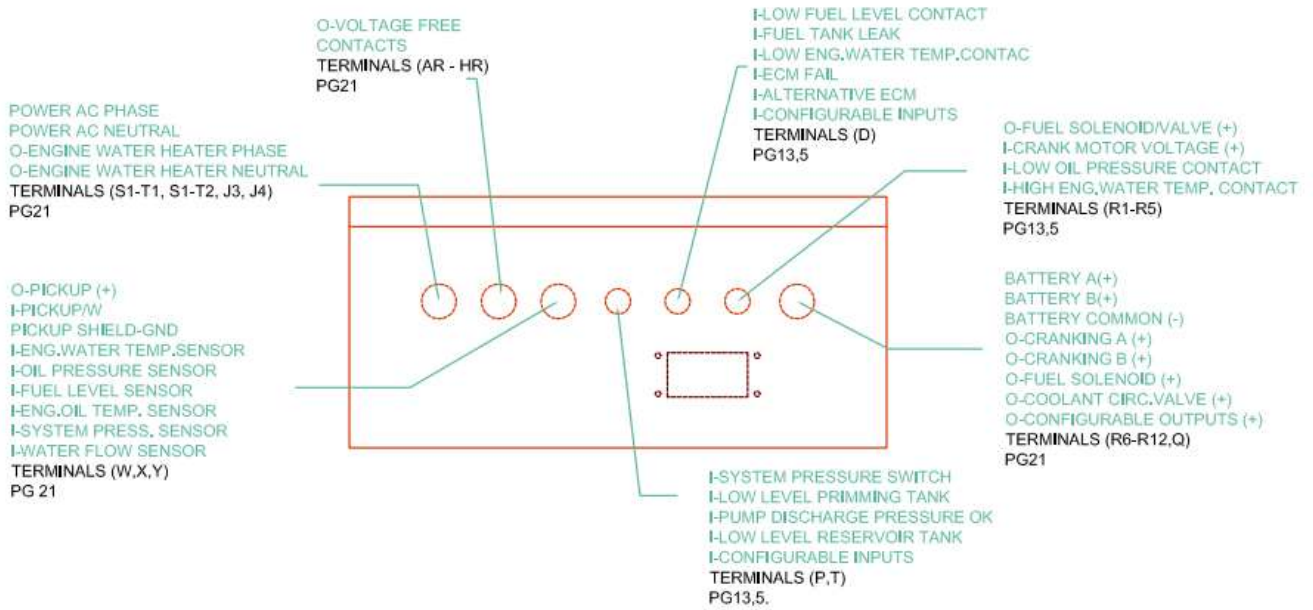 O-VOLTAGE FREE
CONTACTS
TERMINALS (AR - HR)
PG21
I-LOW FUEL LEVEL CONTACT
I-FUEL TANK LEAK
I-LOW ENG.WATER TEMP.CONTAC
I-ECM FAIL
I-ALTERNATIVE ECM
I-CONFIGURABLE INPUTS
TERMINALS (D)
PG13,5
POWER AC PHASE
POWER AC NEUTRAL
O-ENGINE WATER HEATER PHASE
O-ENGINE WATER HEATER NEUTRAL
TERMINALS (S1-T1, S1-T2, J3, J4)
PG21
O-FUEL SOLENOID/VALVE (+)
I-CRANK MOTOR VOLTAGE (+)
I-LOW OIL PRESSURE CONTACT
I-HIGH ENG.WATER TEMP. CONTACT
TERMINALS (R1-R5)
PG13,5
O-PICKUP (+)
I-PICKUP/W
PICKUP SHIELD-GND
I-ENG.WATER TEMP.SENSOR
I-OIL PRESSURE SENSOR
I-FUEL LEVEL SENSOR
I-ENG.OIL TEMP. SENSOR
I-SYSTEM PRESS. SENSOR
I-WATER FLOW SENSOR
TERMINALS (W,X,Y)
PG 21
BATTERY A(+)
BATTERY B(+)
BATTERY COMMON (-)
O-CRANKING A (+)
O-CRANKING B (+)
O-FUEL SOLENOID (+)
O-COOLANT CIRC.VALVE (+)
O-CONFIGURABLE OUTPUTS (+)
TERMINALS (R6-R12,Q)
PG21
I-SYSTEM PRESSURE SWITCH
I-LOW LEVEL PRIMMING TANK
I-PUMP DISCHARGE PRESSURE OK
I-LOW LEVEL RESERVOIR TANK
I-CONFIGURABLE INPUTS
TERMINALS (P,T)
PG13,5.